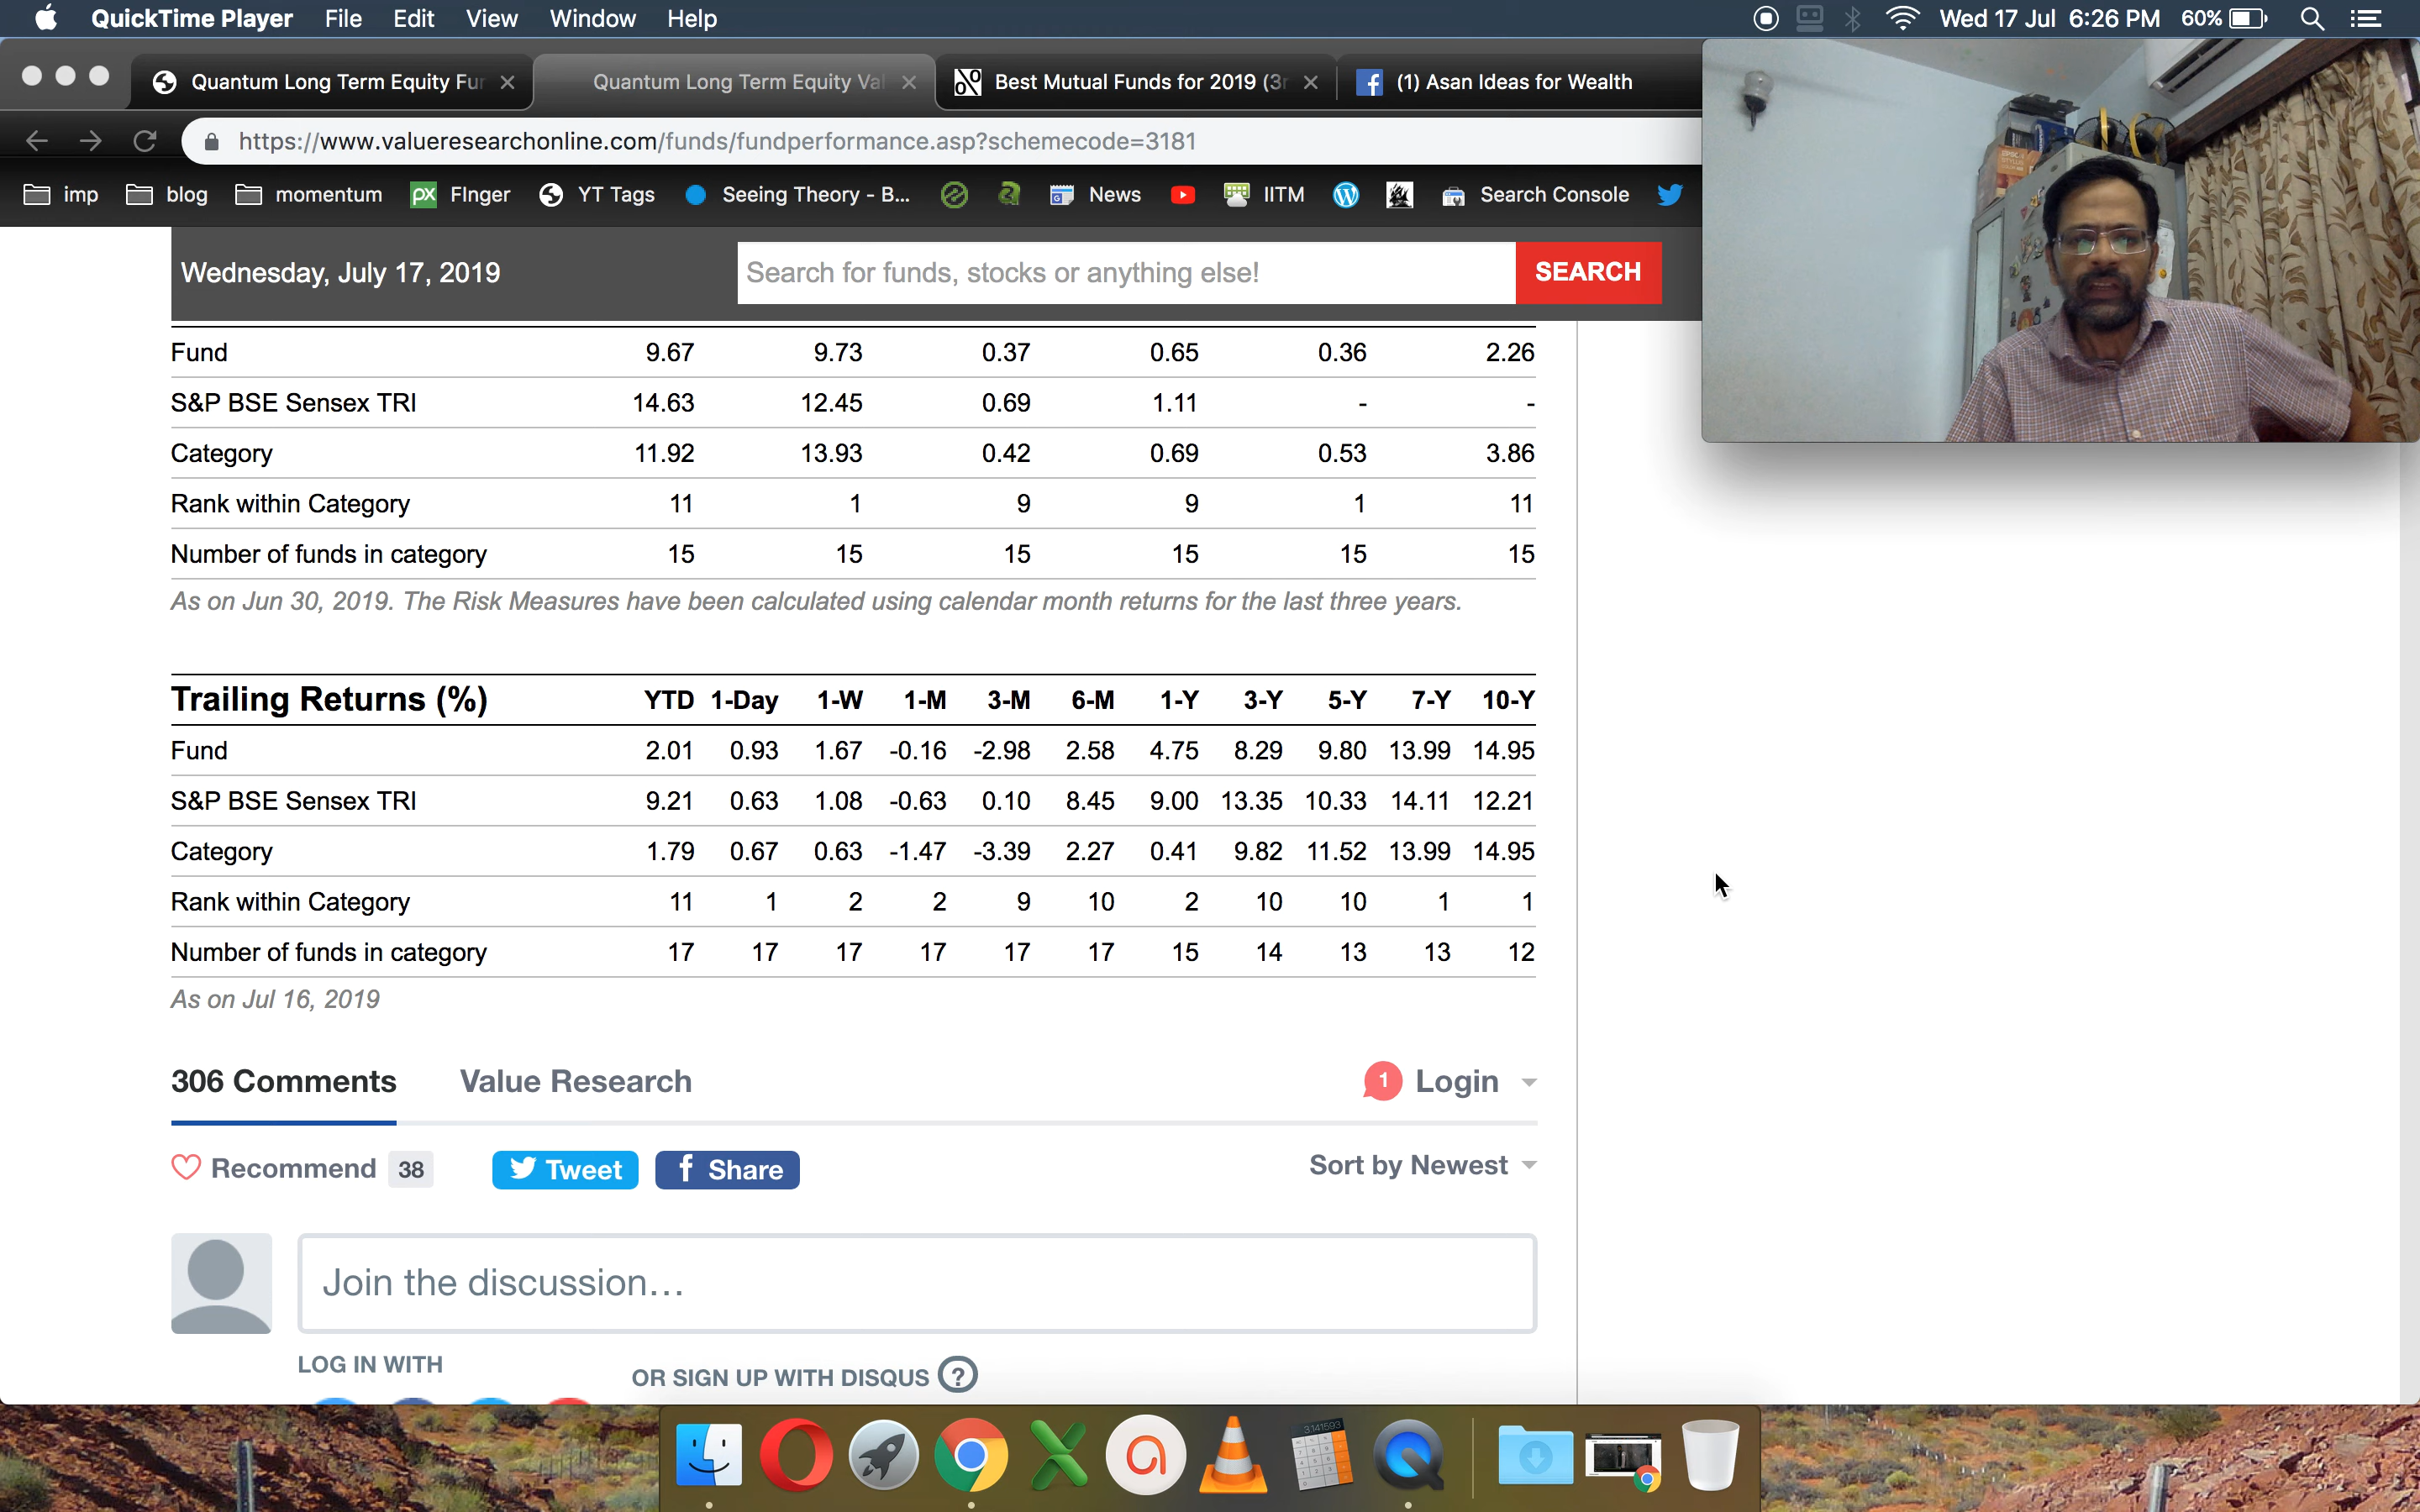 QuickTime Player File Edit View Window Help Wed 17 Jul 6:26 PM 60%
Quantum Long Term Equity Fur Quantum Long Term Equity Val Best Mutual Funds for 2019 (3r (1) Asan Ideas for Wealth
https://www.valueresearchonline.com/funds/fundperformance.asp?schemecode=3181
imp blog momentum px FInger YT Tags Seeing Theory - B... News IITM Search Console
Wednesday, July 17, 2019 Search for funds, stocks or anything else! SEARCH
Fund 9.67 9.73 0.37 0.65 0.36 2.26
S&P BSE Sensex TRI 14.63 12.45 0.69 1.11 - -
Category 11.92 13.93 0.42 0.69 0.53 3.86
Rank within Category 11 1 9 9 1 11
Number of funds in category 15 15 15 15 15 15
As on Jun 30, 2019. The Risk Measures have been calculated using calendar month returns for the last three years.
Trailing Returns (%) YTD 1-Day 1-W 1-M 3-M 6-M 1-Y 3-Y 5-Y 7-Y 10-Y
Fund 2.01 0.93 1.67 -0.16 -2.98 2.58 4.75 8.29 9.80 13.99 14.95
S&P BSE Sensex TRI 9.21 0.63 1.08 -0.63 0.10 8.45 9.00 13.35 10.33 14.11 12.21
Category 1.79 0.67 0.63 -1.47 -3.39 2.27 0.41 9.82 11.52 13.99 14.95
Rank within Category 11 1 2 2 9 10 2 10 10 1 1
Number of funds in category 17 17 17 17 17 17 15 14 13 13 12
As on Jul 16, 2019
306 Comments Value Research 1 Login
Recommend 38 Tweet Share Sort by Newest
Join the discussion...
LOG IN WITH OR SIGN UP WITH DISQUS ?
3.141593